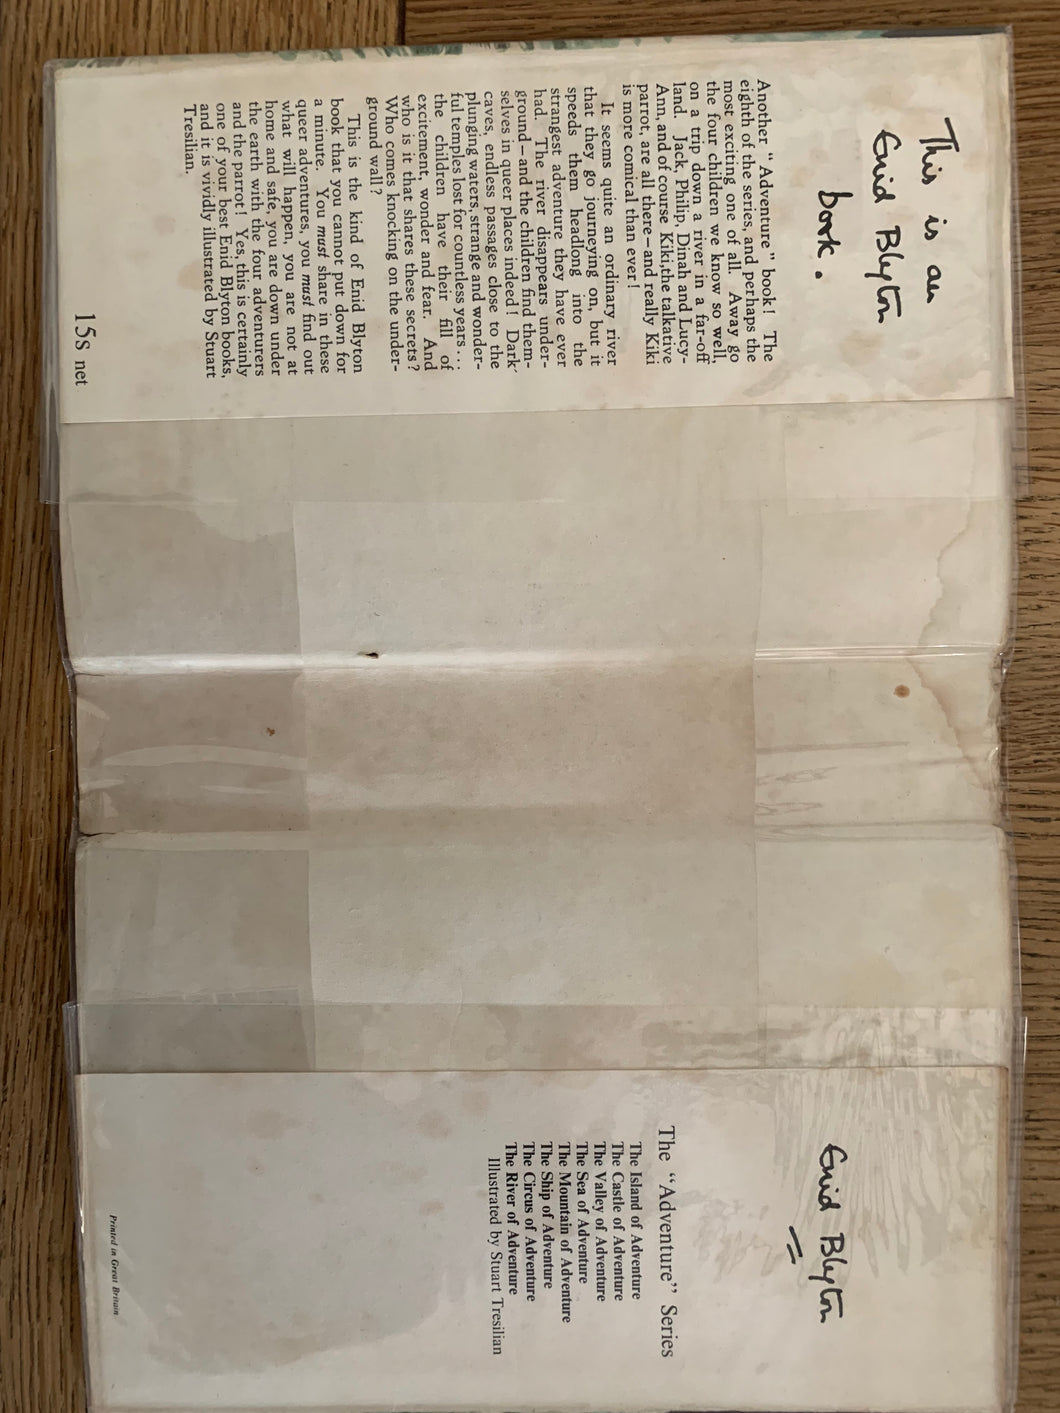 This is an
Enid Blyton
book.
Another "Adventure" book! The
eighth of the series, and perhaps the
most exciting one of all. Away go
the four children we know so well,
on a trip down a river in a far-off
land. Jack, Philip, Dinah and Lucy-
Ann, and of course Kiki, the talkative
parrot, are all there—and really Kiki
is more comical than ever!
It seems quite an ordinary river
that they go journeying on, but it
speeds them headlong into the
strangest adventure they have ever
had. The river disappears under-
ground—and the children find them-
selves in queer places indeed! Dark
caves, endless passages close to the
plunging waters, strange and wonder-
ful temples lost for countless years...
the children have their fill of
excitement, wonder and fear. And
who is it that shares these secrets?
Who comes knocking on the under-
ground wall?
This is the kind of Enid Blyton
book that you cannot put down for
a minute. You must share in these
queer adventures, you must find out
what will happen, you are not at
home and safe, you are down under
the earth with the four adventurers
and the parrot! Yes, this is certainly
one of your best Enid Blyton books,
and it is vividly illustrated by Stuart
Tresilian.
15s net
Enid Blyton
The "Adventure" Series
The Island of Adventure
The Castle of Adventure
The Valley of Adventure
The Sea of Adventure
The Mountain of Adventure
The Ship of Adventure
The Circus of Adventure
The River of Adventure
Illustrated by Stuart Tresilian
Printed in Great Britain